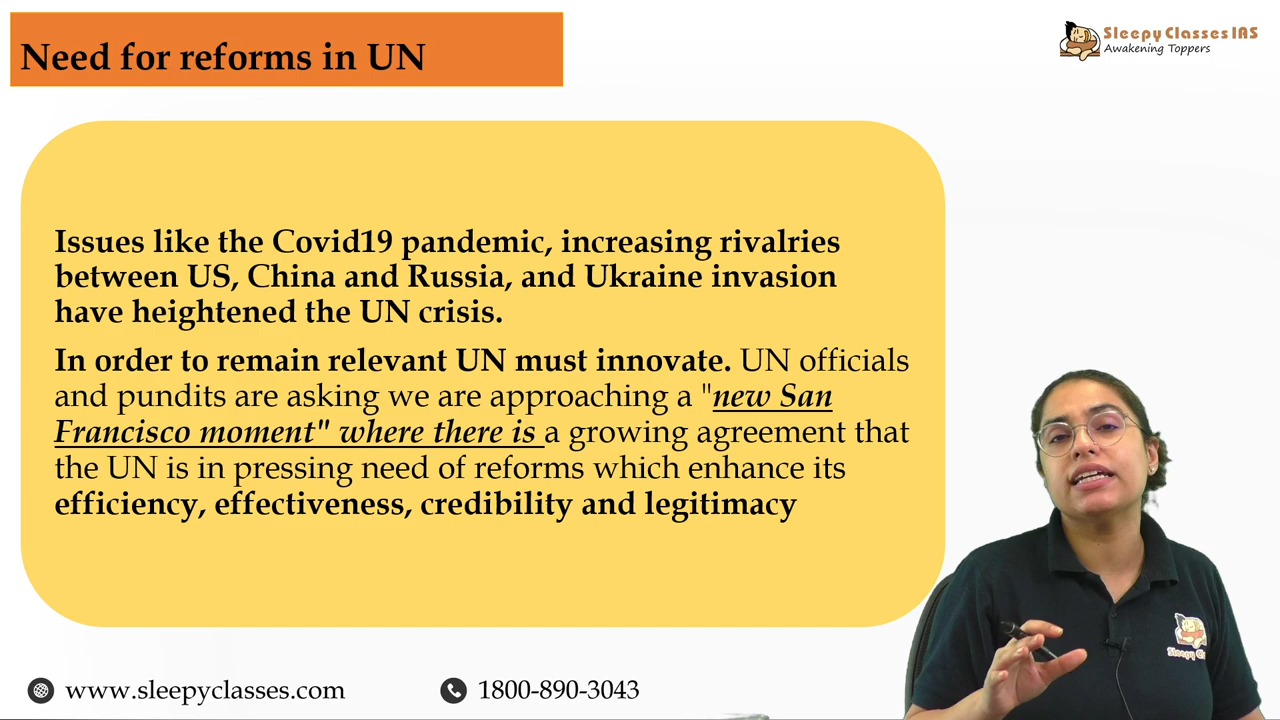 Need for reforms in UN
Sleepy Classes IAS
Awakening Toppers
Issues like the Covid19 pandemic, increasing rivalries
between US, China and Russia, and Ukraine invasion
have heightened the UN crisis.
In order to remain relevant UN must innovate. UN officials
and pundits are asking we are approaching a "new San
Francisco moment" where there is a growing agreement that
the UN is in pressing need of reforms which enhance its
efficiency, effectiveness, credibility and legitimacy
Sleepy
www.sleepyclasses.com
1800-890-3043